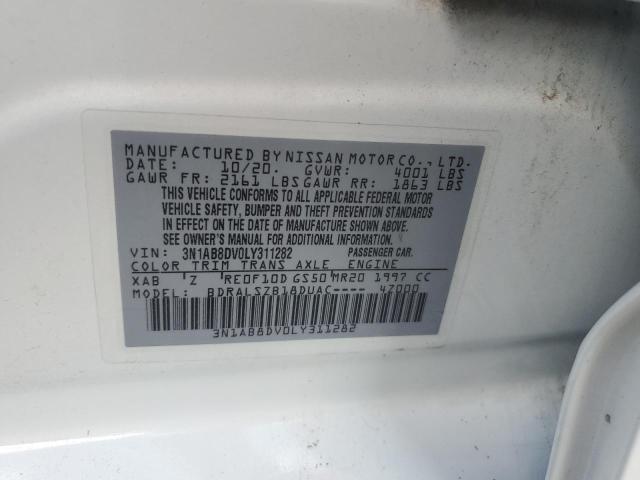 MANUFACTURED BY NISSAN MOTOR CO., LTD.
DATE: 10/20. GVWR: 4001 LBS
GAWR FR: 2161 LBS GAWR RR: 1863 LBS
THIS VEHICLE CONFORMS TO ALL APPLICABLE FEDERAL MOTOR
VEHICLE SAFETY, BUMPER AND THEFT PREVENTION STANDARDS
IN EFFECT ON THE DATE OF MANUFACTURE SHOWN ABOVE.
SEE OWNER'S MANUAL FOR ADDITIONAL INFORMATION.
VIN: 3N1AB8DV0LY311282 PASSENGER CAR.
COLOR TRIM TRANS AXLE ENGINE
XAB Z RE0F10D GS50 MR20 1997 CC
MODEL: BDRALSZB18DUAC---- 4Z000
3N1AB8DV0LY311282